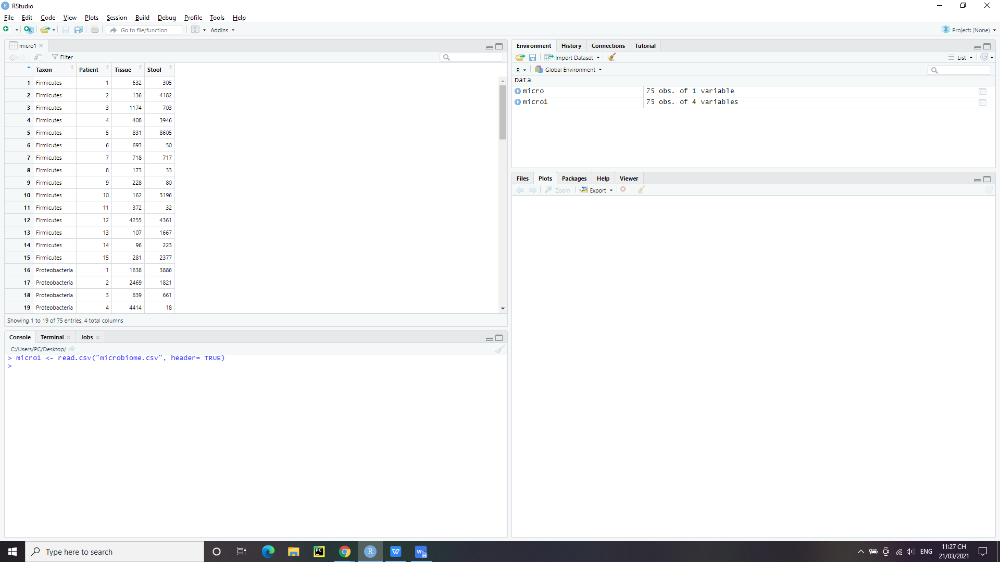 RStudio
File Edit Code View Plots Session Build Debug Profile Tools Help
Go to file/function Addins Project: (None)
micro1
Filter
Taxon Patient Tissue Stool
1 Firmicutes 1 632 305
2 Firmicutes 2 136 4182
3 Firmicutes 3 1174 703
4 Firmicutes 4 408 3946
5 Firmicutes 5 831 8605
6 Firmicutes 6 693 50
7 Firmicutes 7 718 717
8 Firmicutes 8 173 33
9 Firmicutes 9 228 80
10 Firmicutes 10 162 3196
11 Firmicutes 11 372 32
12 Firmicutes 12 4255 4361
13 Firmicutes 13 107 1667
14 Firmicutes 14 96 223
15 Firmicutes 15 281 2377
16 Proteobacteria 1 1638 3886
17 Proteobacteria 2 2469 1821
18 Proteobacteria 3 839 661
19 Proteobacteria 4 4414 18
Showing 1 to 19 of 75 entries, 4 total columns
Console Terminal Jobs
C:/Users/PC/Desktop/
> micro1 <- read.csv("microbiome.csv", header= TRUE)
>
Environment History Connections Tutorial
Import Dataset List
R Global Environment
Data
micro 75 obs. of 1 variable
micro1 75 obs. of 4 variables
Files Plots Packages Help Viewer
Zoom Export
Type here to search
PC
R
W
W
ENG
11:27 CH
21/03/2021